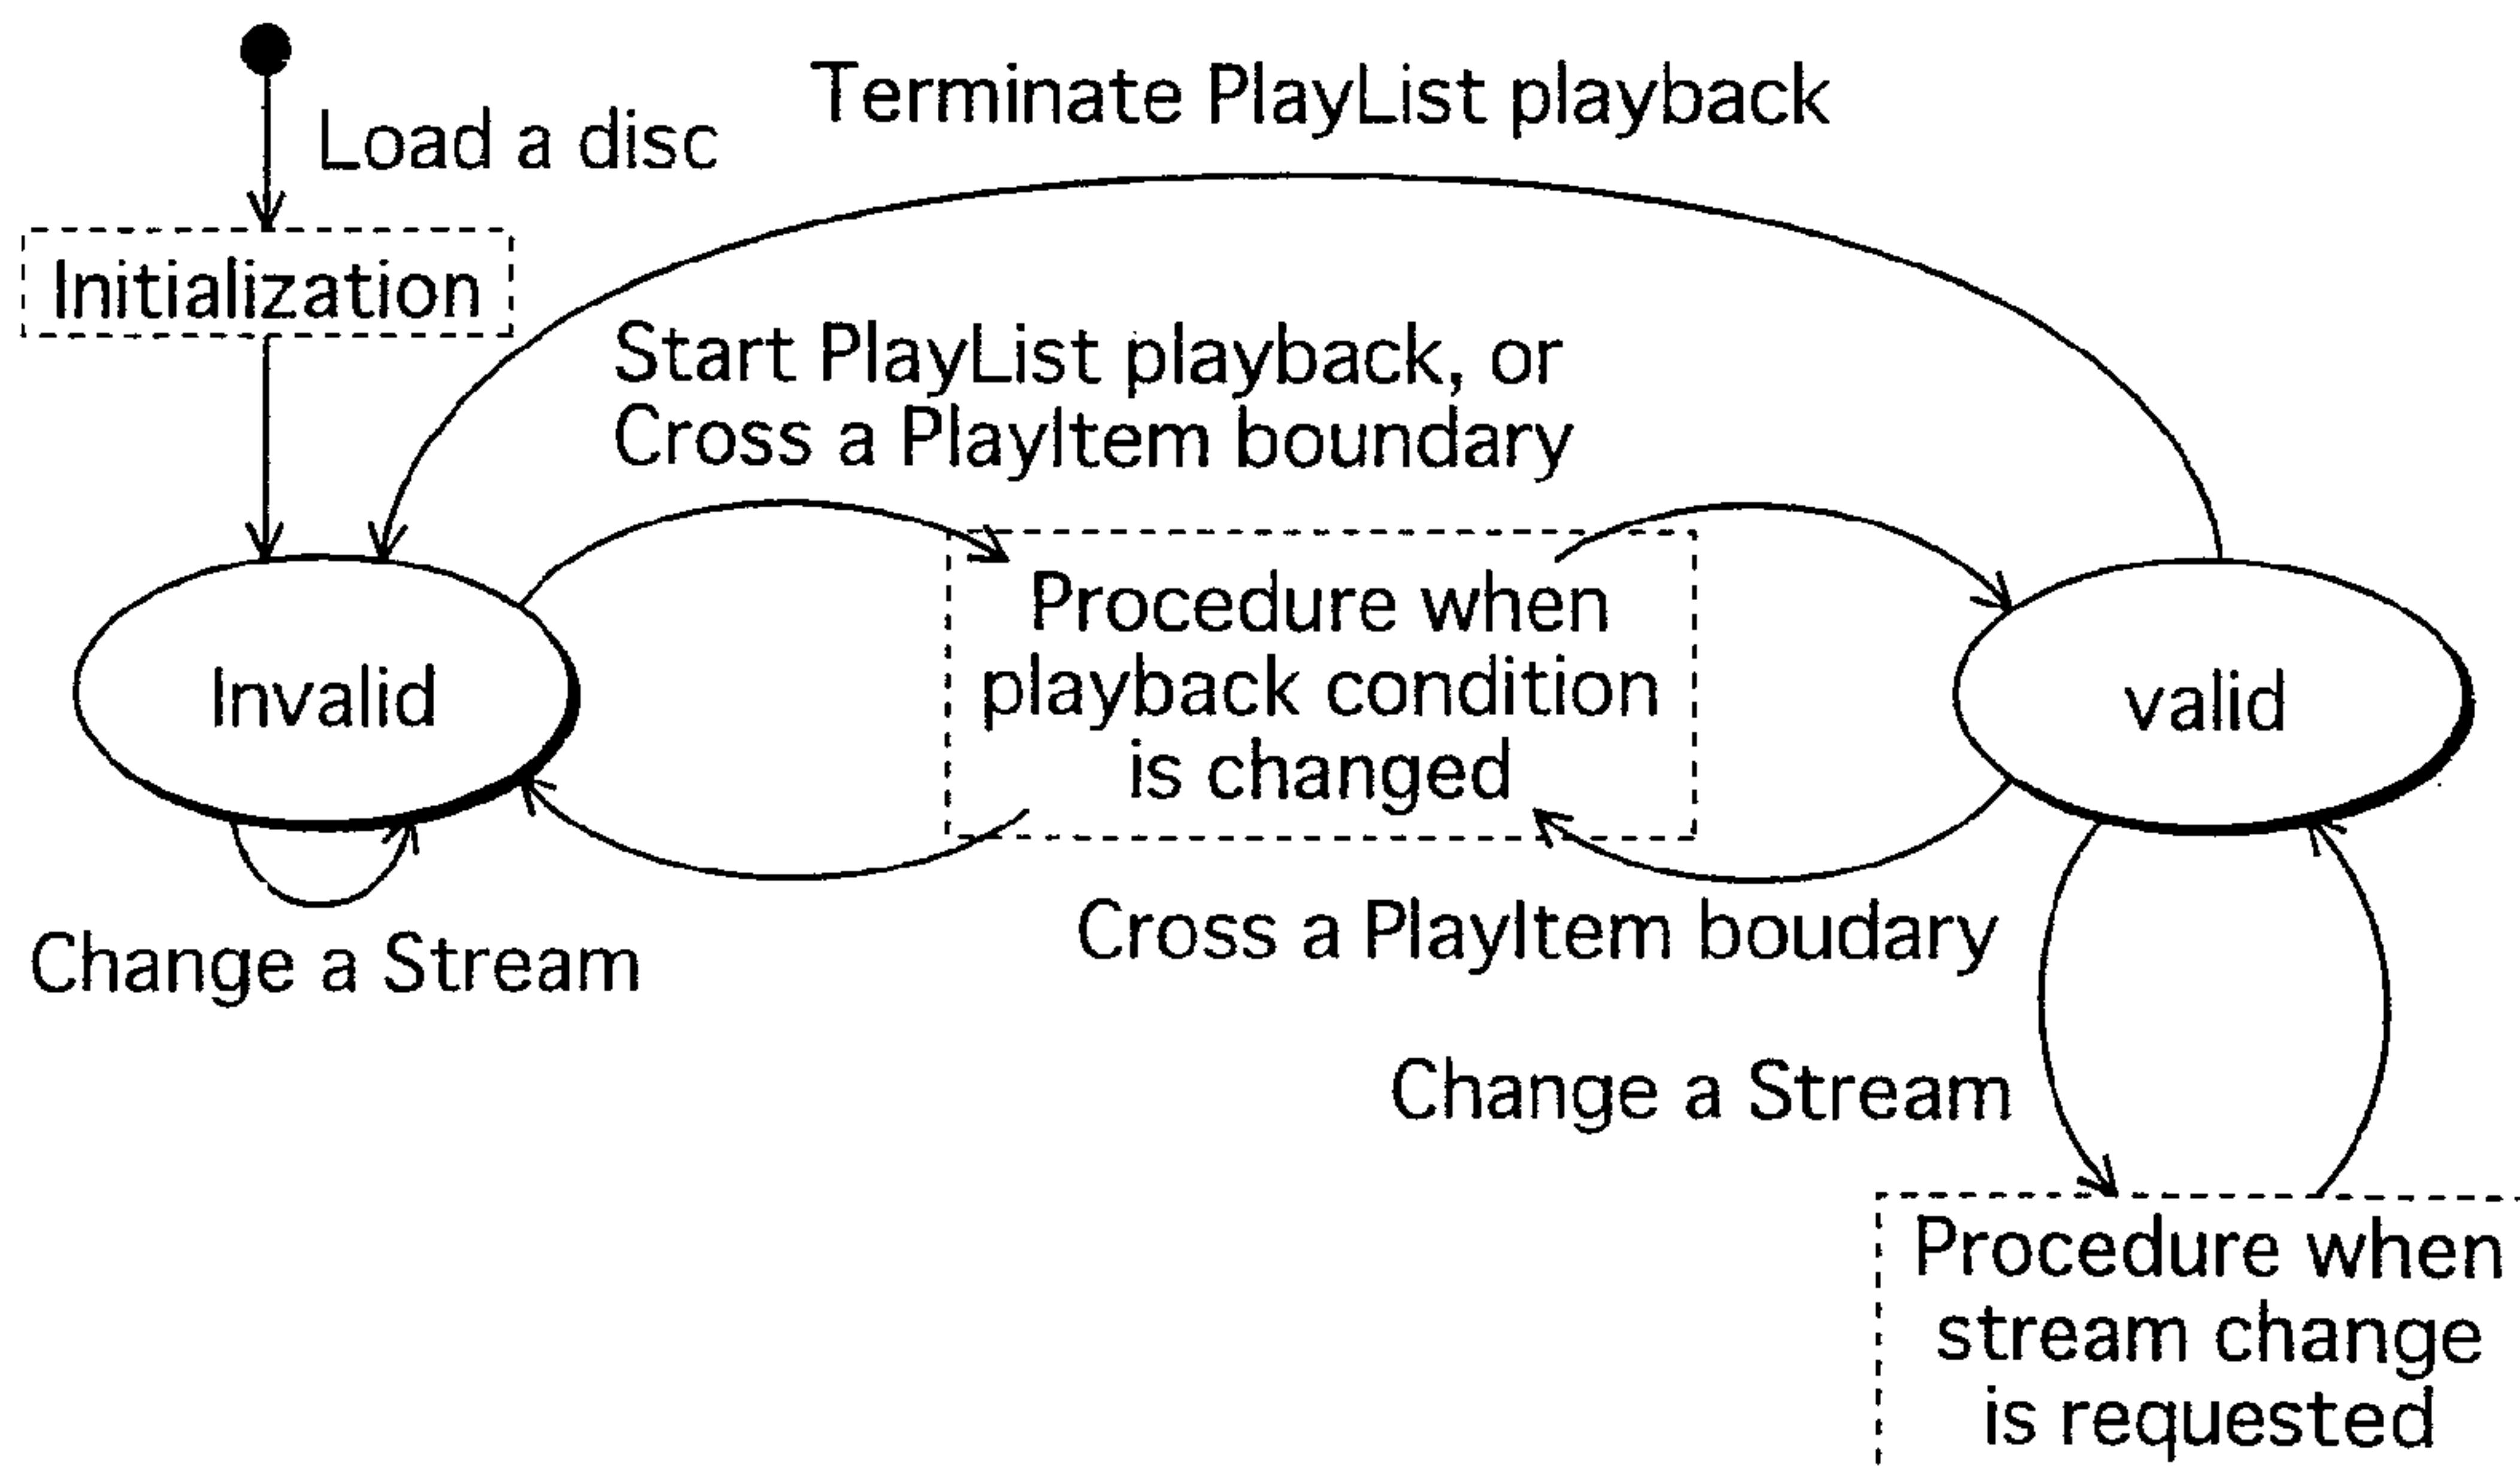 Terminate PlayList playback
Load a disc
Initialization
Start PlayList playback, or
Cross a PlayItem boundary
Procedure when
playback condition
is changed
Invalid
valid
Cross a PlayItem boudary
Change a Stream
Change a Stream
Procedure when
stream change
is requested